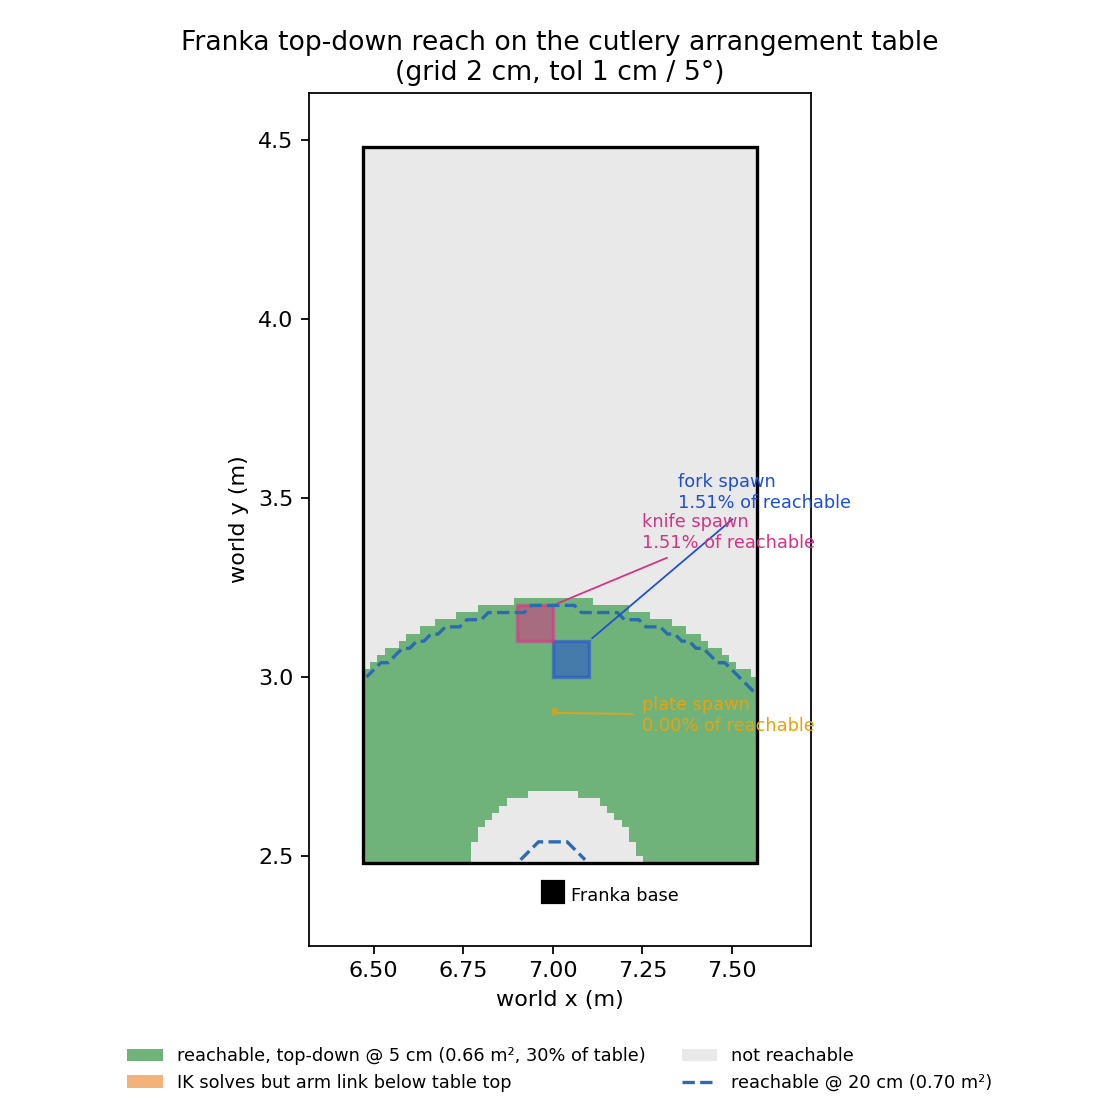 Franka top-down reach on the cutlery arrangement table
(grid 2 cm, tol 1 cm / 5°)
4.5
4.0
3.5
3.0
2.5
world y (m)
fork spawn
1.51% of reachable
knife spawn
1.51% of reachable
plate spawn
0.00% of reachable
Franka base
6.50 6.75 7.00 7.25 7.50
world x (m)
reachable, top-down @ 5 cm (0.66 m², 30% of table)
IK solves but arm link below table top
not reachable
reachable @ 20 cm (0.70 m²)